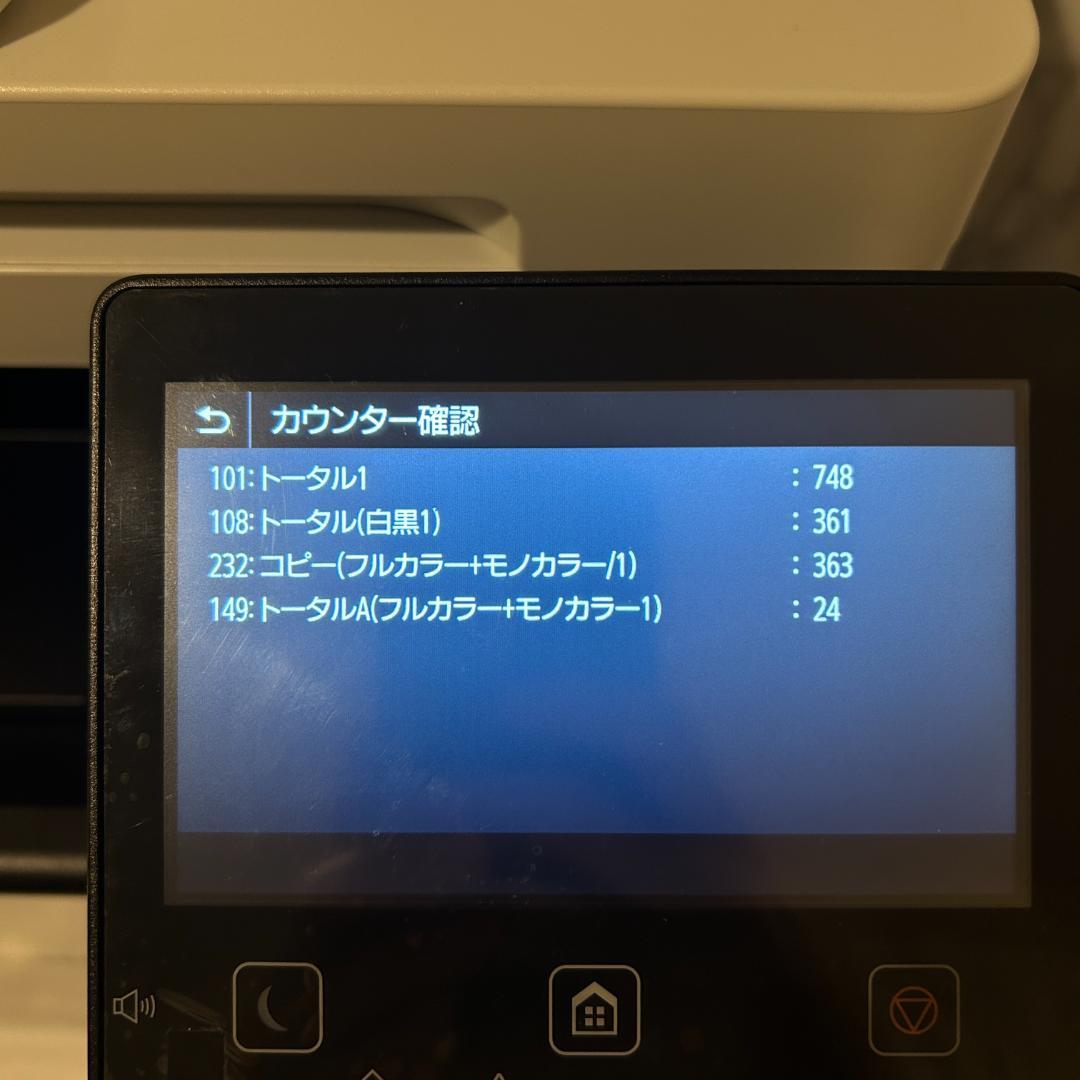 カウンター確認
101:トータル1 : 748
108:トータル(白黒1) : 361
232:コピー(フルカラー+モノカラー/1) : 363
149:トータルA(フルカラー+モノカラー1) : 24